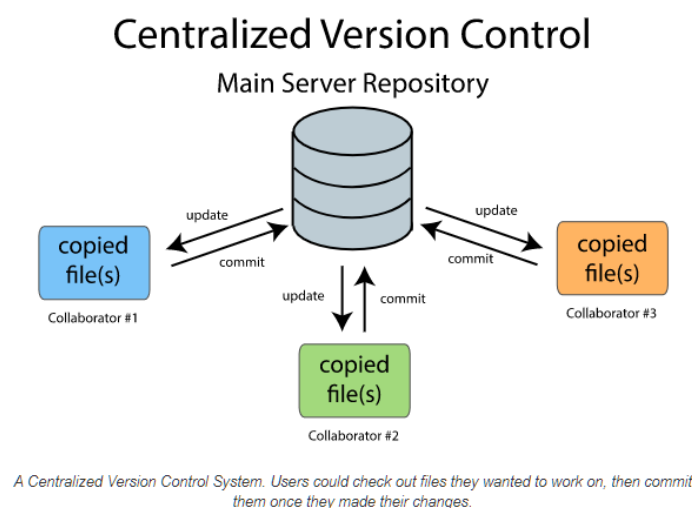 Centralized Version Control
Main Server Repository
update
commit
copied
file(s)
Collaborator #1
update
commit
copied
file(s)
Collaborator #2
update
commit
copied
file(s)
Collaborator #3
A Centralized Version Control System. Users could check out files they wanted to work on, then commit
them once they made their changes.